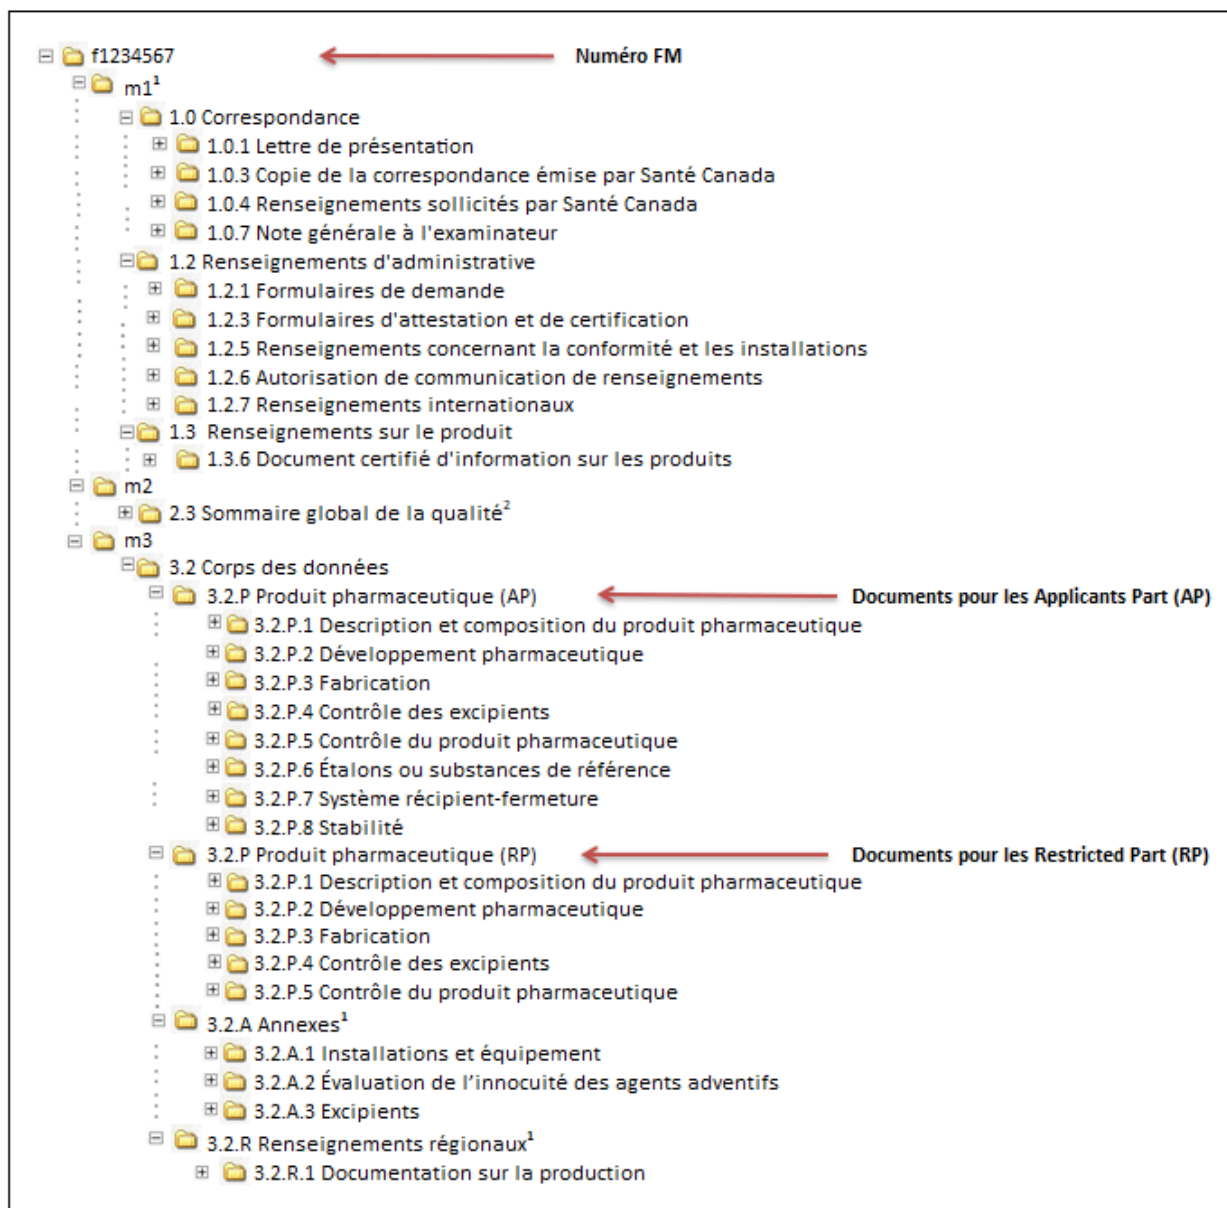 f1234567 Numéro FM
m1¹
1.0 Correspondance
1.0.1 Lettre de présentation
1.0.3 Copie de la correspondance émise par Santé Canada
1.0.4 Renseignements sollicités par Santé Canada
1.0.7 Note générale à l'examinateur
1.2 Renseignements d'administrative
1.2.1 Formulaires de demande
1.2.3 Formulaires d'attestation et de certification
1.2.5 Renseignements concernant la conformité et les installations
1.2.6 Autorisation de communication de renseignements
1.2.7 Renseignements internationaux
1.3 Renseignements sur le produit
1.3.6 Document certifié d'information sur les produits
m2
2.3 Sommaire global de la qualité²
m3
3.2 Corps des données
3.2.P Produit pharmaceutique (AP) Documents pour les Applicants Part (AP)
3.2.P.1 Description et composition du produit pharmaceutique
3.2.P.2 Développement pharmaceutique
3.2.P.3 Fabrication
3.2.P.4 Contrôle des excipients
3.2.P.5 Contrôle du produit pharmaceutique
3.2.P.6 Étalons ou substances de référence
3.2.P.7 Système récipient-fermeture
3.2.P.8 Stabilité
3.2.P Produit pharmaceutique (RP) Documents pour les Restricted Part (RP)
3.2.P.1 Description et composition du produit pharmaceutique
3.2.P.2 Développement pharmaceutique
3.2.P.3 Fabrication
3.2.P.4 Contrôle des excipients
3.2.P.5 Contrôle du produit pharmaceutique
3.2.A Annexes¹
3.2.A.1 Installations et équipement
3.2.A.2 Évaluation de l’innocuité des agents adventifs
3.2.A.3 Excipients
3.2.R Renseignements régionaux¹
3.2.R.1 Documentation sur la production